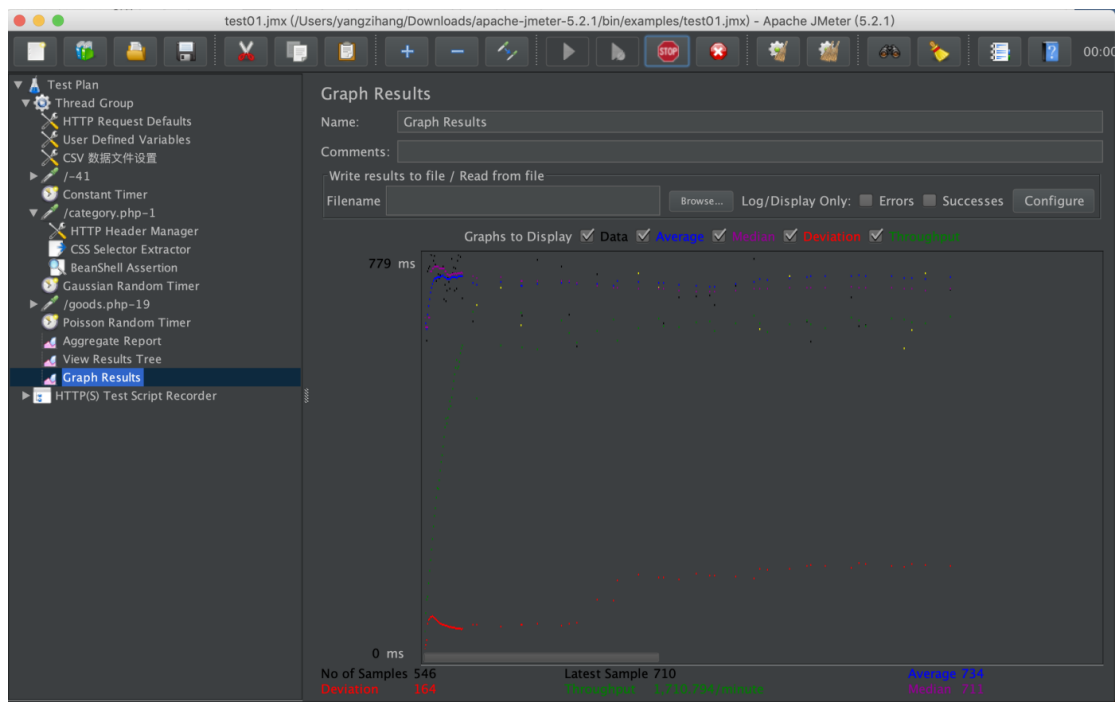 test01.jmx (/Users/yangzihang/Downloads/apache-jmeter-5.2.1/bin/examples/test01.jmx) - Apache JMeter (5.2.1)
STOP
?
Test Plan
Thread Group
HTTP Request Defaults
User Defined Variables
CSV 数据文件设置
/-41
Constant Timer
/category.php-1
HTTP Header Manager
CSS Selector Extractor
BeanShell Assertion
Gaussian Random Timer
/goods.php-19
Poisson Random Timer
Aggregate Report
View Results Tree
Graph Results
HTTP(S) Test Script Recorder
Graph Results
Name: Graph Results
Comments:
Write results to file / Read from file
Filename Browse... Log/Display Only: Errors Successes Configure
Graphs to Display Data Average Median Deviation Throughput
779 ms
0 ms
No of Samples 546 Latest Sample 710 Average 734
Deviation 164 Throughput 1,710.794/minute Median